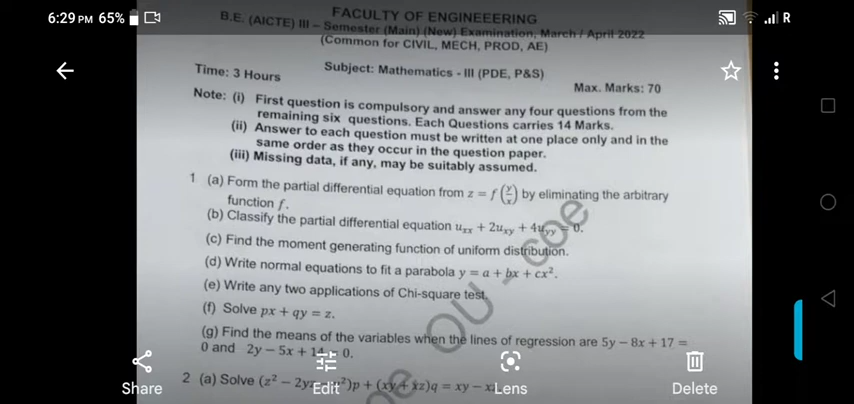 6:29 PM 65% R
FACULTY OF ENGINEEERING
B.E. (AICTE) III – Semester (Main) (New) Examination, March / April 2022
(Common for CIVIL, MECH, PROD, AE)
Subject: Mathematics - III (PDE, P&S)
Time: 3 Hours
Max. Marks: 70
Note: (i) First question is compulsory and answer any four questions from the
remaining six questions. Each Questions carries 14 Marks.
(ii) Answer to each question must be written at one place only and in the
same order as they occur in the question paper.
(iii) Missing data, if any, may be suitably assumed.
1 (a) Form the partial differential equation from z = f(y/x) by eliminating the arbitrary
function f.
(b) Classify the partial differential equation uₓₓ + 2uₓᵧ + 4uᵧᵧ = 0.
(c) Find the moment generating function of uniform distribution.
(d) Write normal equations to fit a parabola y = a + bx + cx².
(e) Write any two applications of Chi-square test.
(f) Solve px + qy = z.
(g) Find the means of the variables when the lines of regression are 5y − 8x + 17 =
0 and 2y − 5x + 14 = 0.
2 (a) Solve (z² − 2yz ²)p + (xy + xz)q = xy −
OU - coe
Share Edit Lens Delete